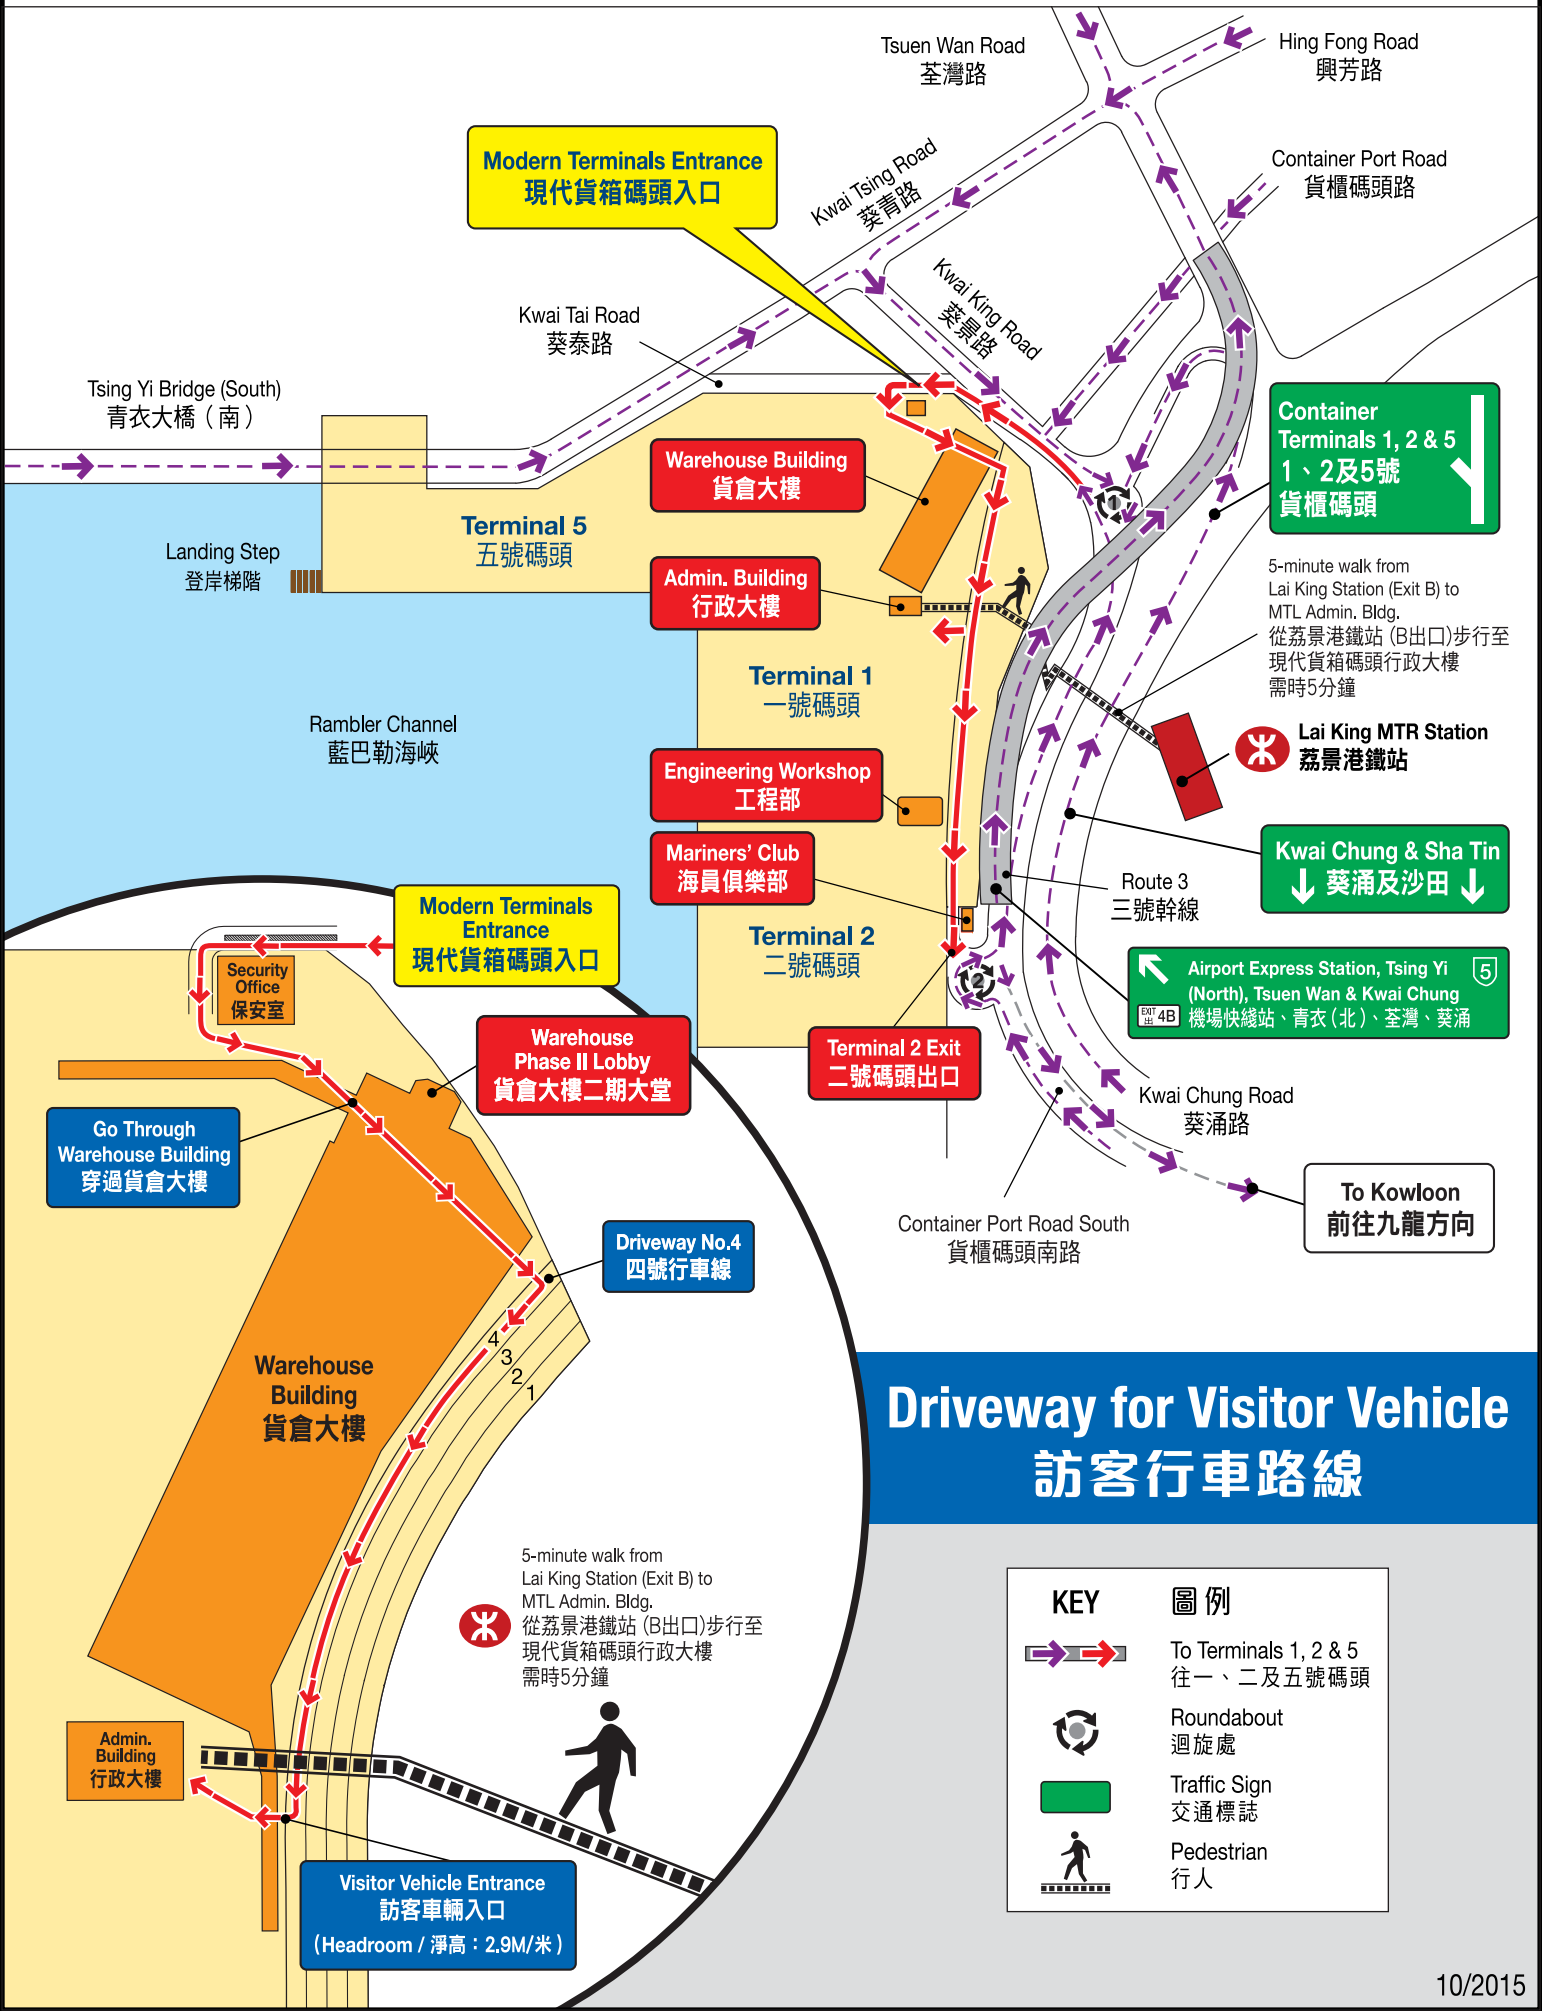 Tsuen Wan Road
荃灣路
Hing Fong Road
興芳路
Modern Terminals Entrance
現代貨箱碼頭入口
Kwai Tsing Road
葵青路
Container Port Road
貨櫃碼頭路
Kwai King Road
葵景路
Kwai Tai Road
葵泰路
Tsing Yi Bridge (South)
青衣大橋（南）
Container
Terminals 1, 2 & 5
1、2及5號
貨櫃碼頭
Warehouse Building
貨倉大樓
1
Terminal 5
五號碼頭
Landing Step
登岸梯階
Admin. Building
行政大樓
5-minute walk from
Lai King Station (Exit B) to
MTL Admin. Bldg.
從荔景港鐵站 (B出口)步行至
現代貨箱碼頭行政大樓
需時5分鐘
Terminal 1
一號碼頭
Rambler Channel
藍巴勒海峽
Lai King MTR Station
荔景港鐵站
Engineering Workshop
工程部
Mariners' Club
海員俱樂部
Kwai Chung & Sha Tin
葵涌及沙田
Route 3
三號幹線
Modern Terminals
Entrance
現代貨箱碼頭入口
Terminal 2
二號碼頭
2
Airport Express Station, Tsing Yi
(North), Tsuen Wan & Kwai Chung
機場快綫站、青衣（北）、荃灣、葵涌
5
EXIT
出 4B
Security
Office
保安室
Warehouse
Phase II Lobby
貨倉大樓二期大堂
Terminal 2 Exit
二號碼頭出口
Kwai Chung Road
葵涌路
Go Through
Warehouse Building
穿過貨倉大樓
To Kowloon
前往九龍方向
Container Port Road South
貨櫃碼頭南路
Driveway No.4
四號行車線
4
3
2
1
Warehouse
Building
貨倉大樓
Driveway for Visitor Vehicle
訪客行車路線
5-minute walk from
Lai King Station (Exit B) to
MTL Admin. Bldg.
從荔景港鐵站 (B出口)步行至
現代貨箱碼頭行政大樓
需時5分鐘
KEY 圖例
To Terminals 1, 2 & 5
往一、二及五號碼頭
Roundabout
迴旋處
Traffic Sign
交通標誌
Pedestrian
行人
Admin.
Building
行政大樓
Visitor Vehicle Entrance
訪客車輛入口
(Headroom / 淨高：2.9M/米)
10/2015